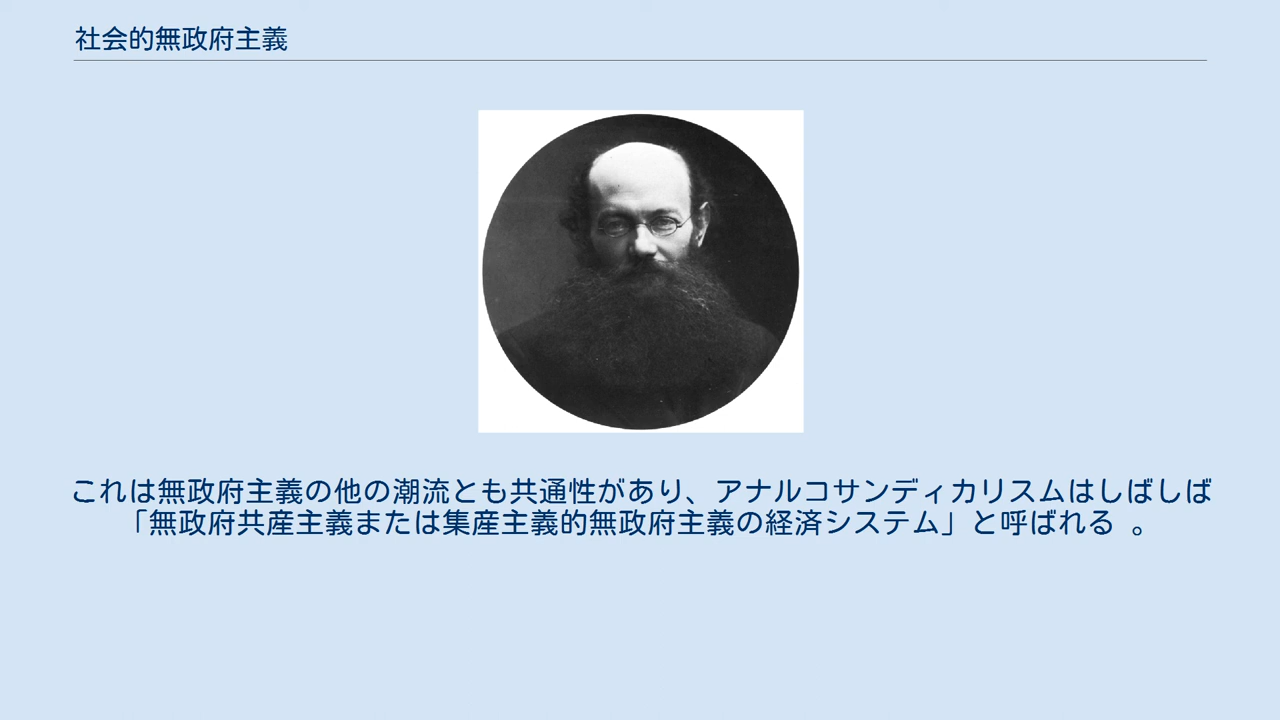 社会的無政府主義
これは無政府主義の他の潮流とも共通性があり、アナルコサンディカリスムはしばしば
「無政府共産主義または集産主義的無政府主義の経済システム」と呼ばれる 。